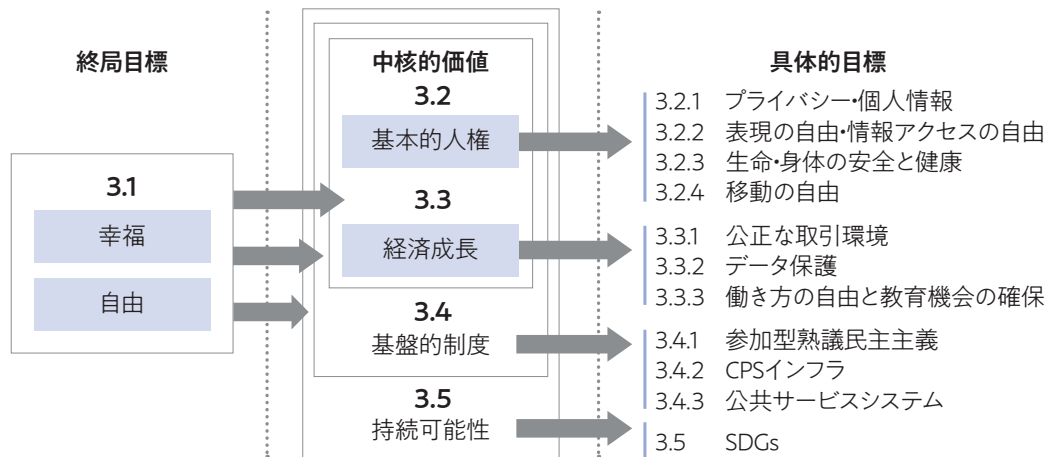 終局目標
3.1
幸福
自由
中核的価値
3.2
基本的人権
3.3
経済成長
3.4
基盤的制度
3.5
持続可能性
具体的目標
3.2.1 プライバシー・個人情報
3.2.2 表現の自由・情報アクセスの自由
3.2.3 生命・身体の安全と健康
3.2.4 移動の自由
3.3.1 公正な取引環境
3.3.2 データ保護
3.3.3 働き方の自由と教育機会の確保
3.4.1 参加型熟議民主主義
3.4.2 CPSインフラ
3.4.3 公共サービスシステム
3.5 SDGs